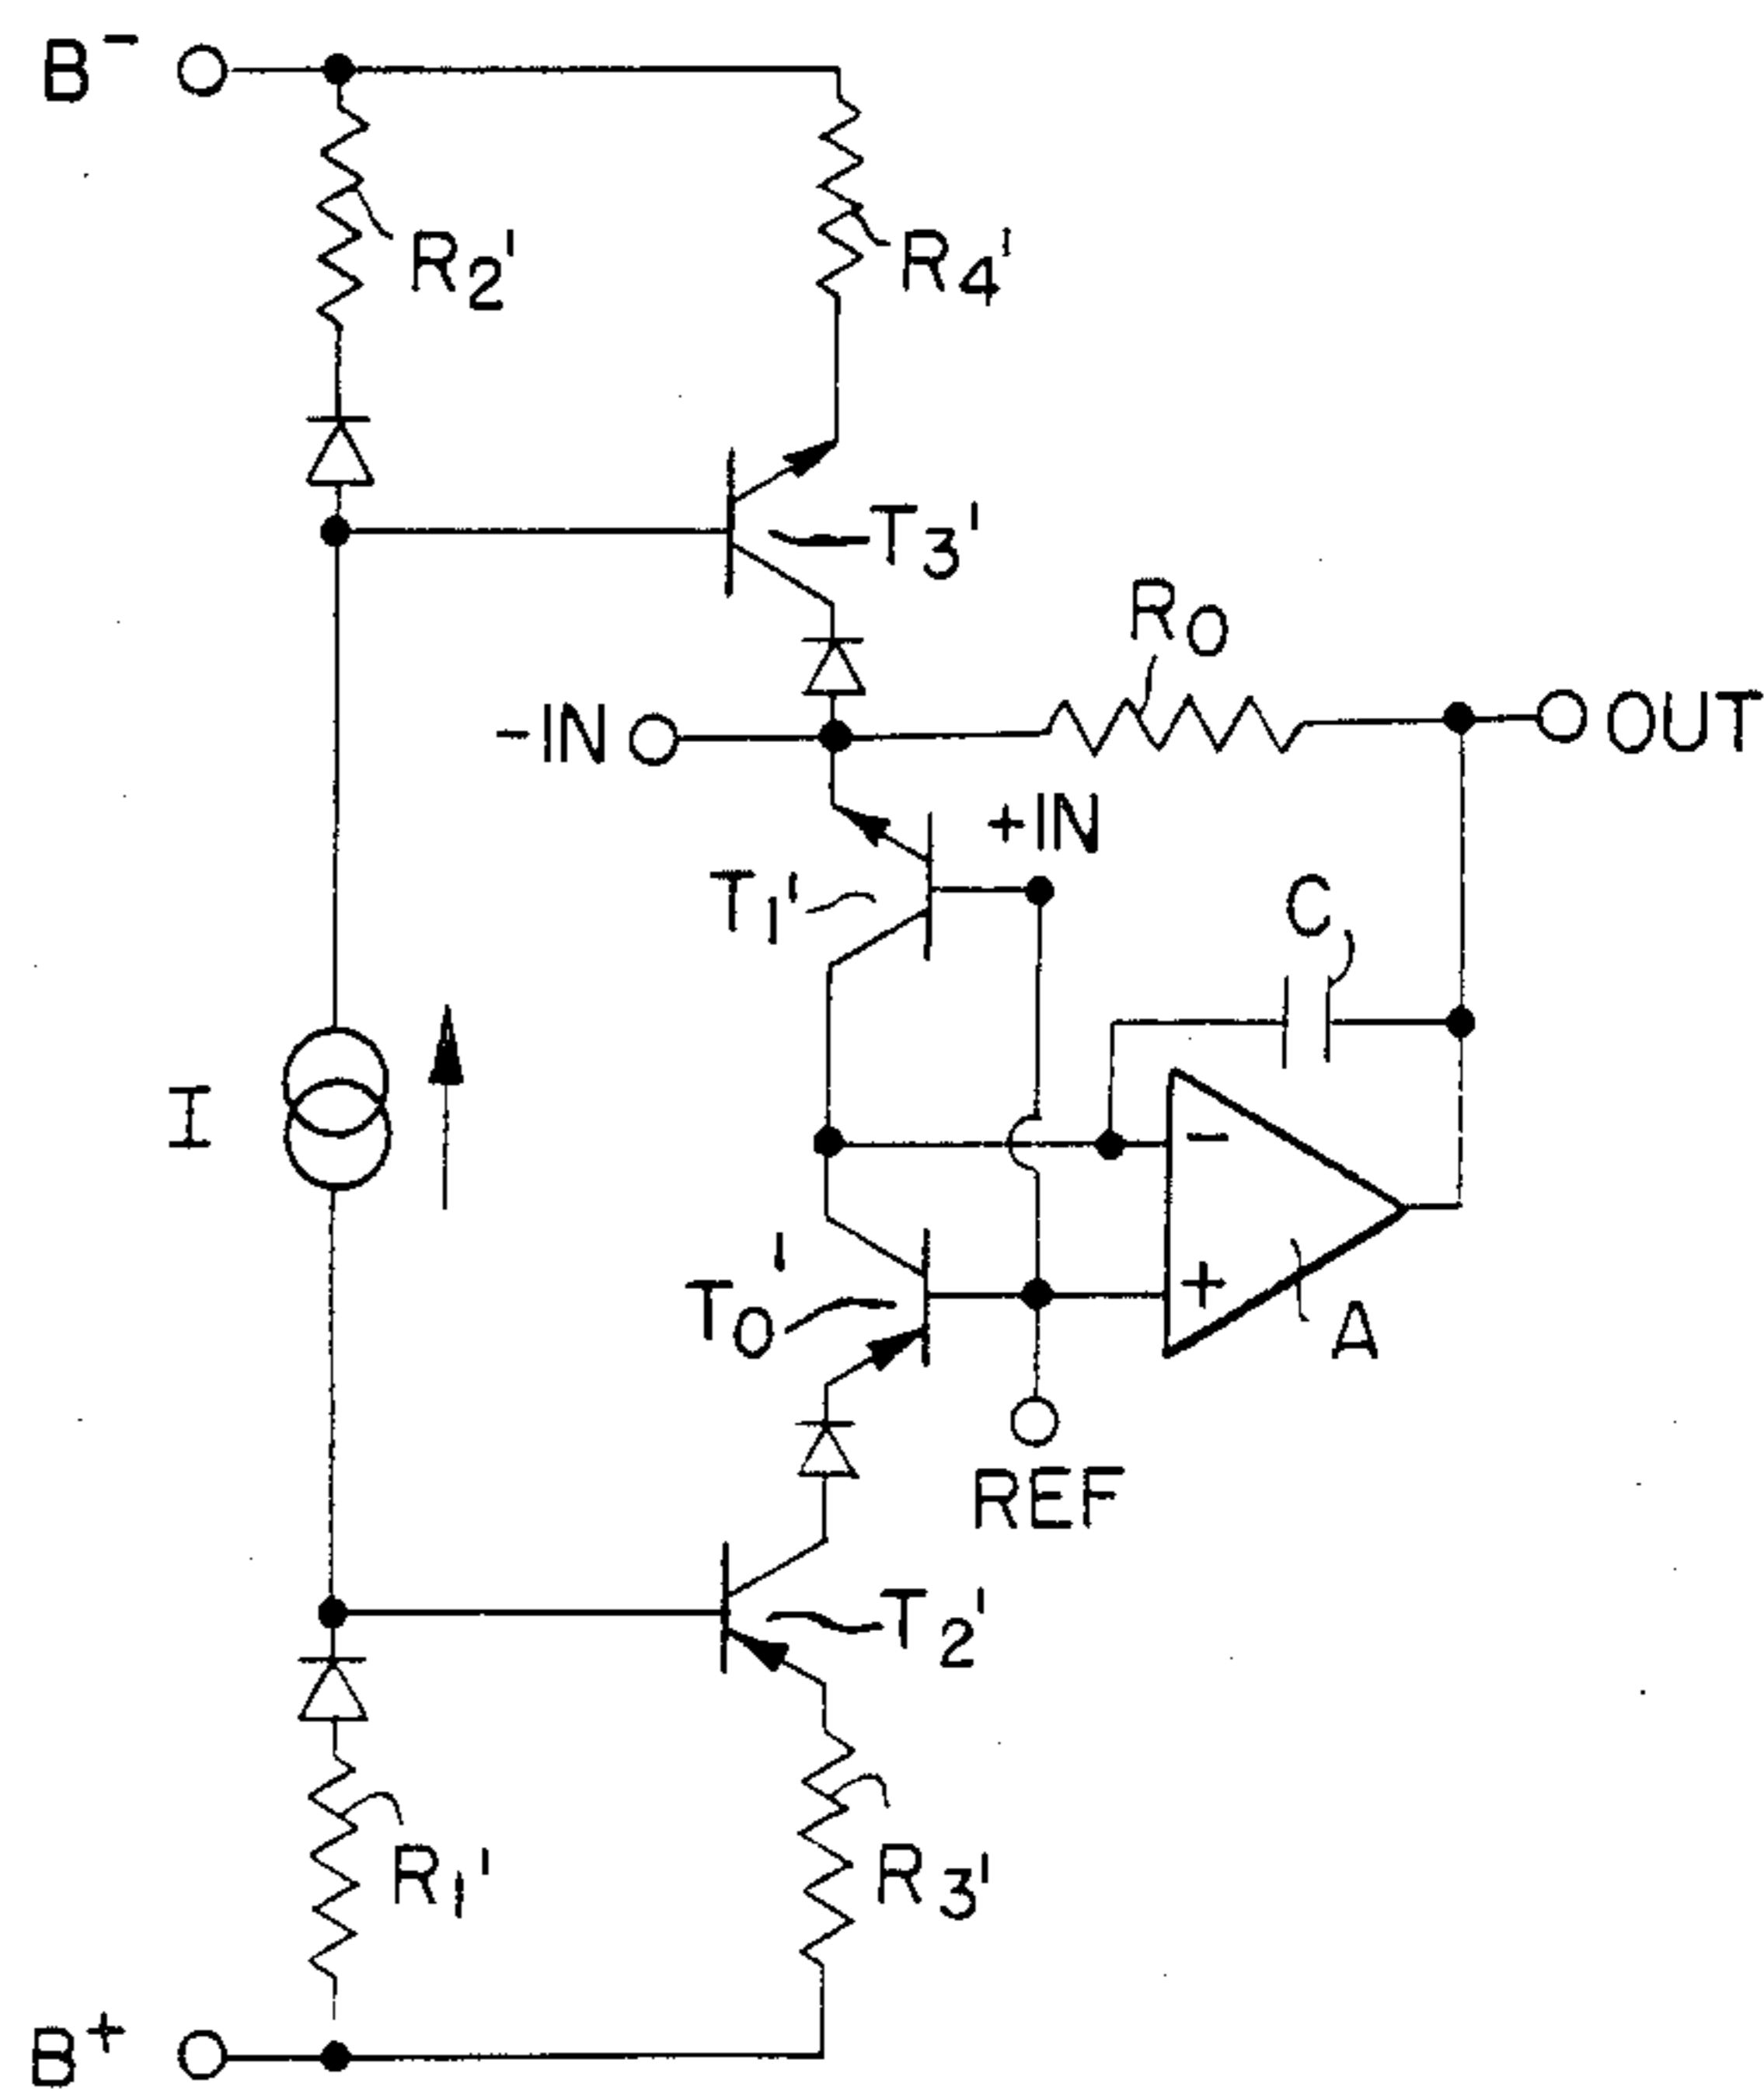 B⁻
R₂'
R₄'
T₃'
R₀
-IN
OUT
+IN
T₁'
C
I
-
T₀'
+
A
REF
T₂'
R₁'
R₃'
B⁺